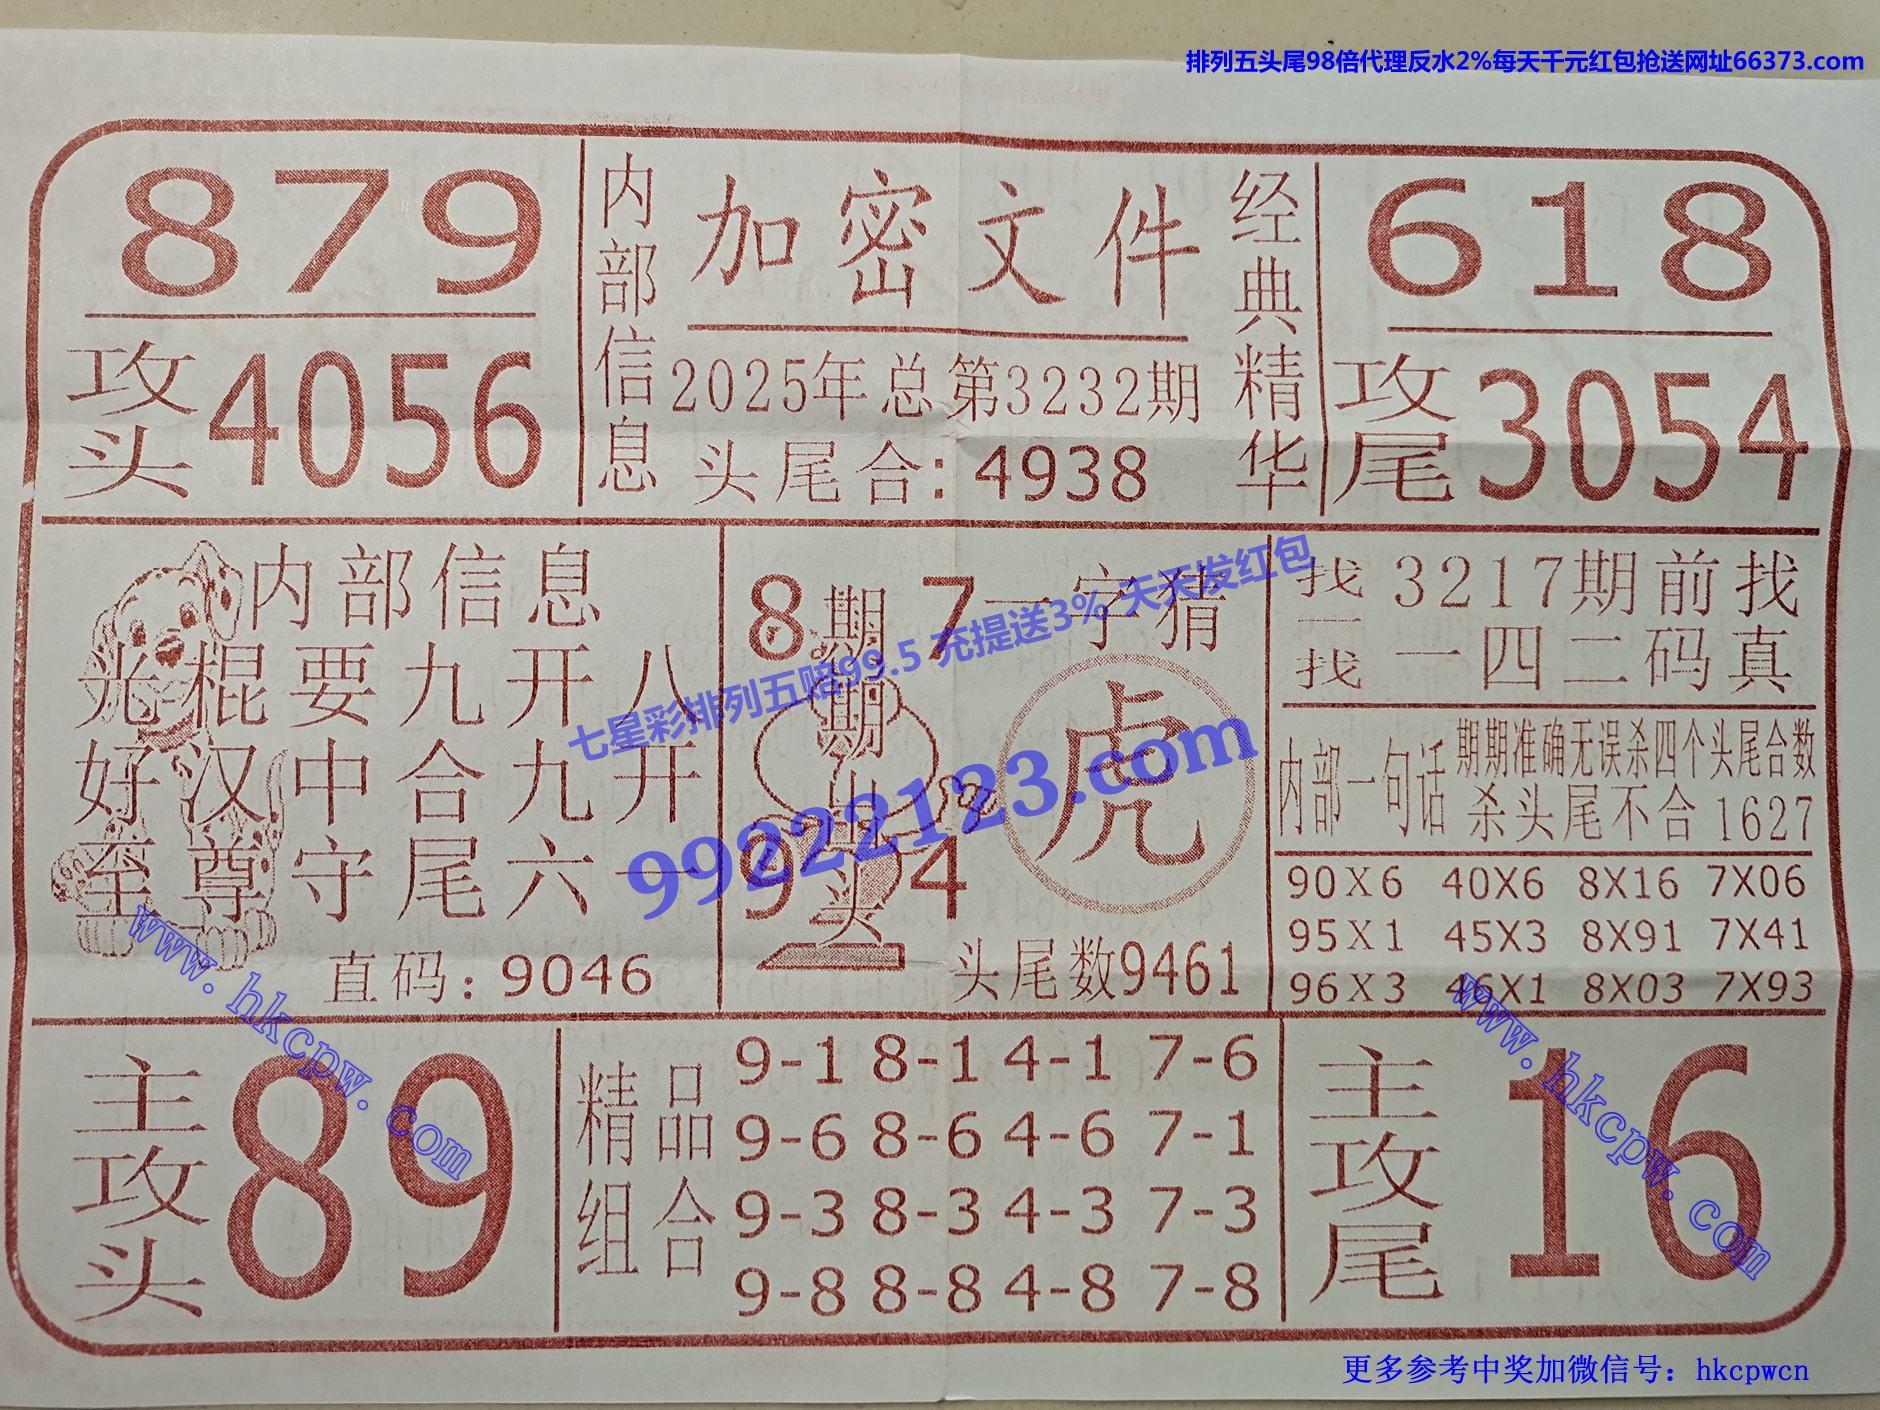 排列五头尾98倍代理反水2%每天千元红包抢送网址66373.com
879
攻头4056
内部信息
加密文件
2025年总第3232期
头尾合:4938
经典精华
618
攻尾3054
内部信息
光棍要九开八
好汉中合九开
至尊守尾六一
直码:9046
8 7
期期出头
9 4
一字猜
虎
头尾数9461
七星彩排列五赔99.5 充提送3% 天天发红包
99222123.com
找一找
3217期前找
一四二码真
内部一句话
期期准确无误杀四个头尾合数
杀头尾不合1627
90X6 40X6 8X16 7X06
95X1 45X3 8X91 7X41
96X3 46X1 8X03 7X93
www.hkcpw.com
www.hkcpw.com
主攻头
89
精品组合
9-1 8-1 4-1 7-6
9-6 8-6 4-6 7-1
9-3 8-3 4-3 7-3
9-8 8-8 4-8 7-8
主攻尾
16
更多参考中奖加微信号：hkcpwcn